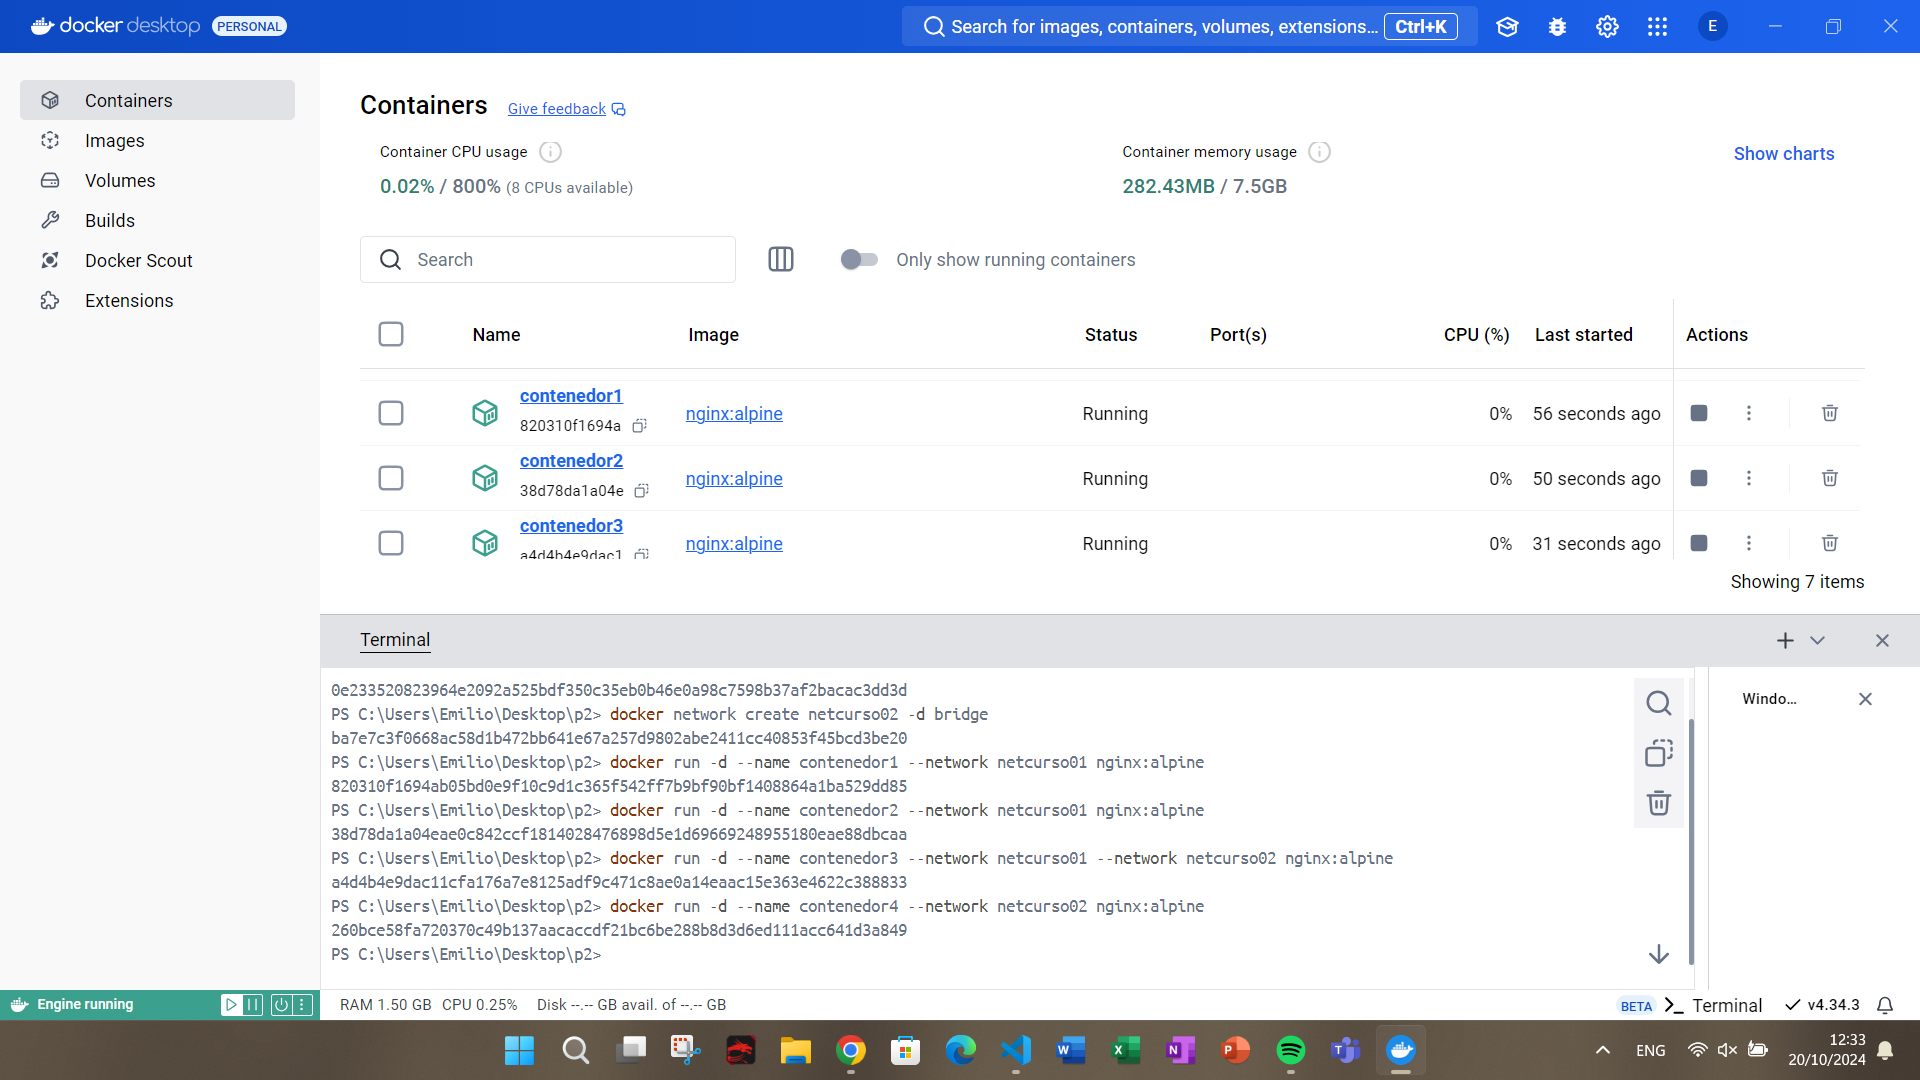 docker desktop PERSONAL
Search for images, containers, volumes, extensions... Ctrl+K
E
Containers
Images
Volumes
Builds
Docker Scout
Extensions
Containers Give feedback
Container CPU usage
0.02% / 800% (8 CPUs available)
Container memory usage
282.43MB / 7.5GB
Show charts
Search
Only show running containers
Name Image Status Port(s) CPU (%) Last started Actions
contenedor1
820310f1694a
nginx:alpine Running 0% 56 seconds ago
contenedor2
38d78da1a04e
nginx:alpine Running 0% 50 seconds ago
contenedor3
a4d4b4e9dac1
nginx:alpine Running 0% 31 seconds ago
Showing 7 items
Terminal
0e233520823964e2092a525bdf350c35eb0b46e0a98c7598b37af2bacac3dd3d
PS C:\Users\Emilio\Desktop\p2> docker network create netcurso02 -d bridge
ba7e7c3f0668ac58d1b472bb641e67a257d9802abe2411cc40853f45bcd3be20
PS C:\Users\Emilio\Desktop\p2> docker run -d --name contenedor1 --network netcurso01 nginx:alpine
820310f1694ab05bd0e9f10c9d1c365f542ff7b9bf90bf1408864a1ba529dd85
PS C:\Users\Emilio\Desktop\p2> docker run -d --name contenedor2 --network netcurso01 nginx:alpine
38d78da1a04eae0c842ccf1814028476898d5e1d69669248955180eae88dbcaa
PS C:\Users\Emilio\Desktop\p2> docker run -d --name contenedor3 --network netcurso01 --network netcurso02 nginx:alpine
a4d4b4e9dac11cfa176a7e8125adf9c471c8ae0a14eaac15e363e4622c388833
PS C:\Users\Emilio\Desktop\p2> docker run -d --name contenedor4 --network netcurso02 nginx:alpine
260bce58fa720370c49b137aacaccdf21bc6be288b8d3d6ed111acc641d3a849
PS C:\Users\Emilio\Desktop\p2>
Windo...
Engine running
RAM 1.50 GB CPU 0.25% Disk --.-- GB avail. of --.-- GB
BETA Terminal v4.34.3
ENG
12:33
20/10/2024